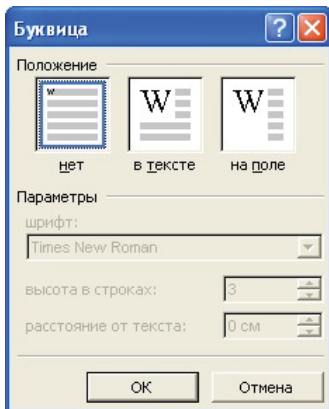 Буквица
Положение
W W W
нет в тексте на поле
Параметры
шрифт:
Times New Roman
высота в строках: 3
расстояние от текста: 0 см
ОК Отмена